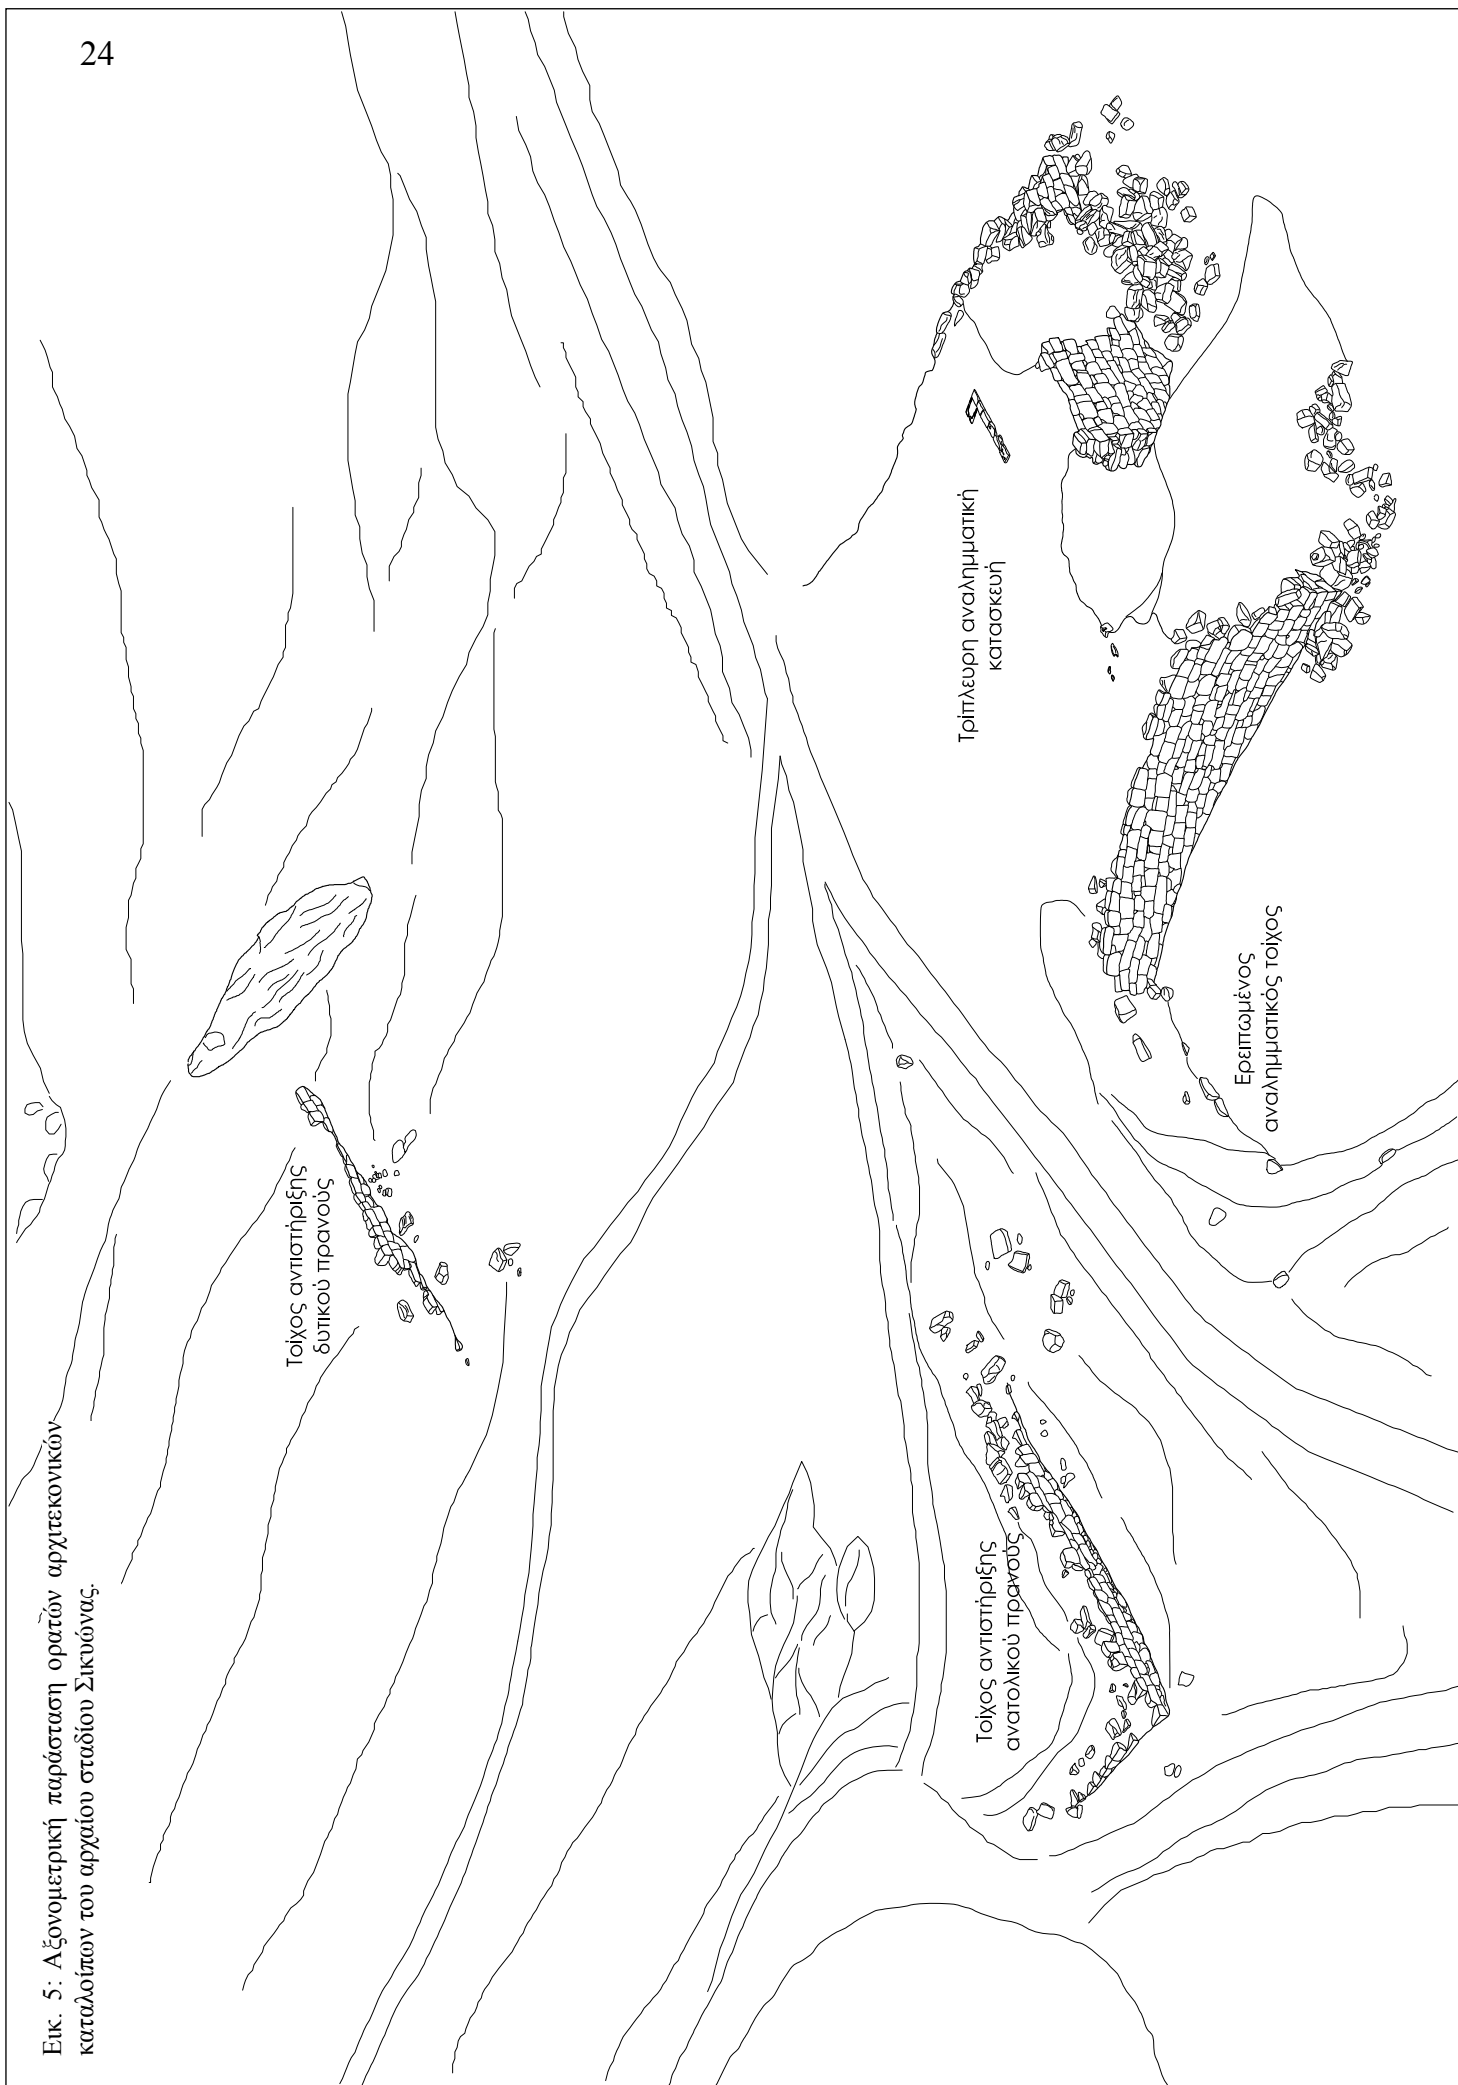 24
Εικ. 5: Αξονομετρική παράσταση ορατών αρχιτεκονικών
καταλοίπων του αρχαίου σταδίου Σικυώνας.
Τοίχος αντιστήριξης
δυτικού πρανούς
Τοίχος αντιστήριξης
ανατολικού πρανούς
Τρίπλευρη αναλημματική
κατασκευή
Ερειπωμένος
αναλημματικός τοίχος